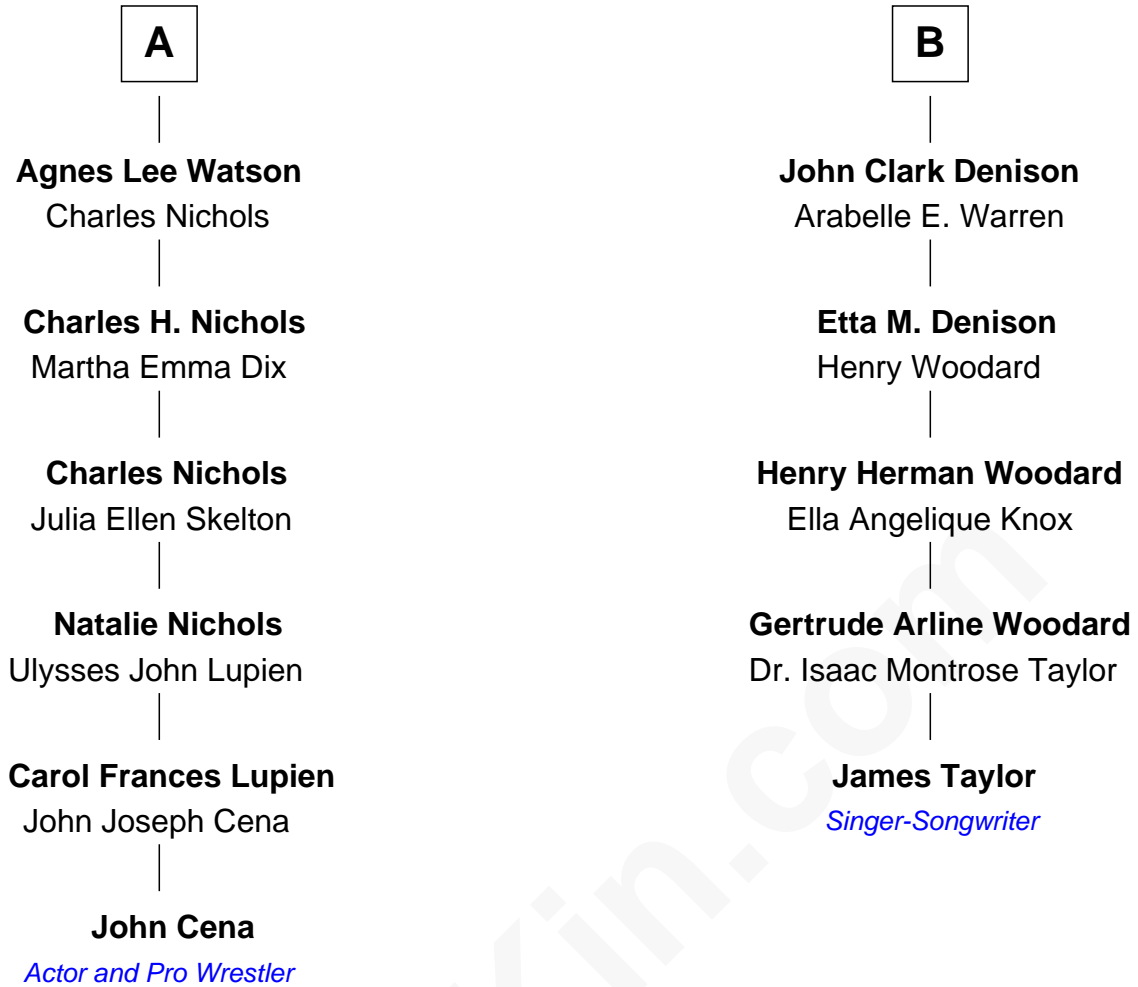 A
Agnes Lee Watson
Charles Nichols
Charles H. Nichols
Martha Emma Dix
Charles Nichols
Julia Ellen Skelton
Natalie Nichols
Ulysses John Lupien
Carol Frances Lupien
John Joseph Cena
John Cena
Actor and Pro Wrestler
B
John Clark Denison
Arabelle E. Warren
Etta M. Denison
Henry Woodard
Henry Herman Woodard
Ella Angelique Knox
Gertrude Arline Woodard
Dr. Isaac Montrose Taylor
James Taylor
Singer-Songwriter